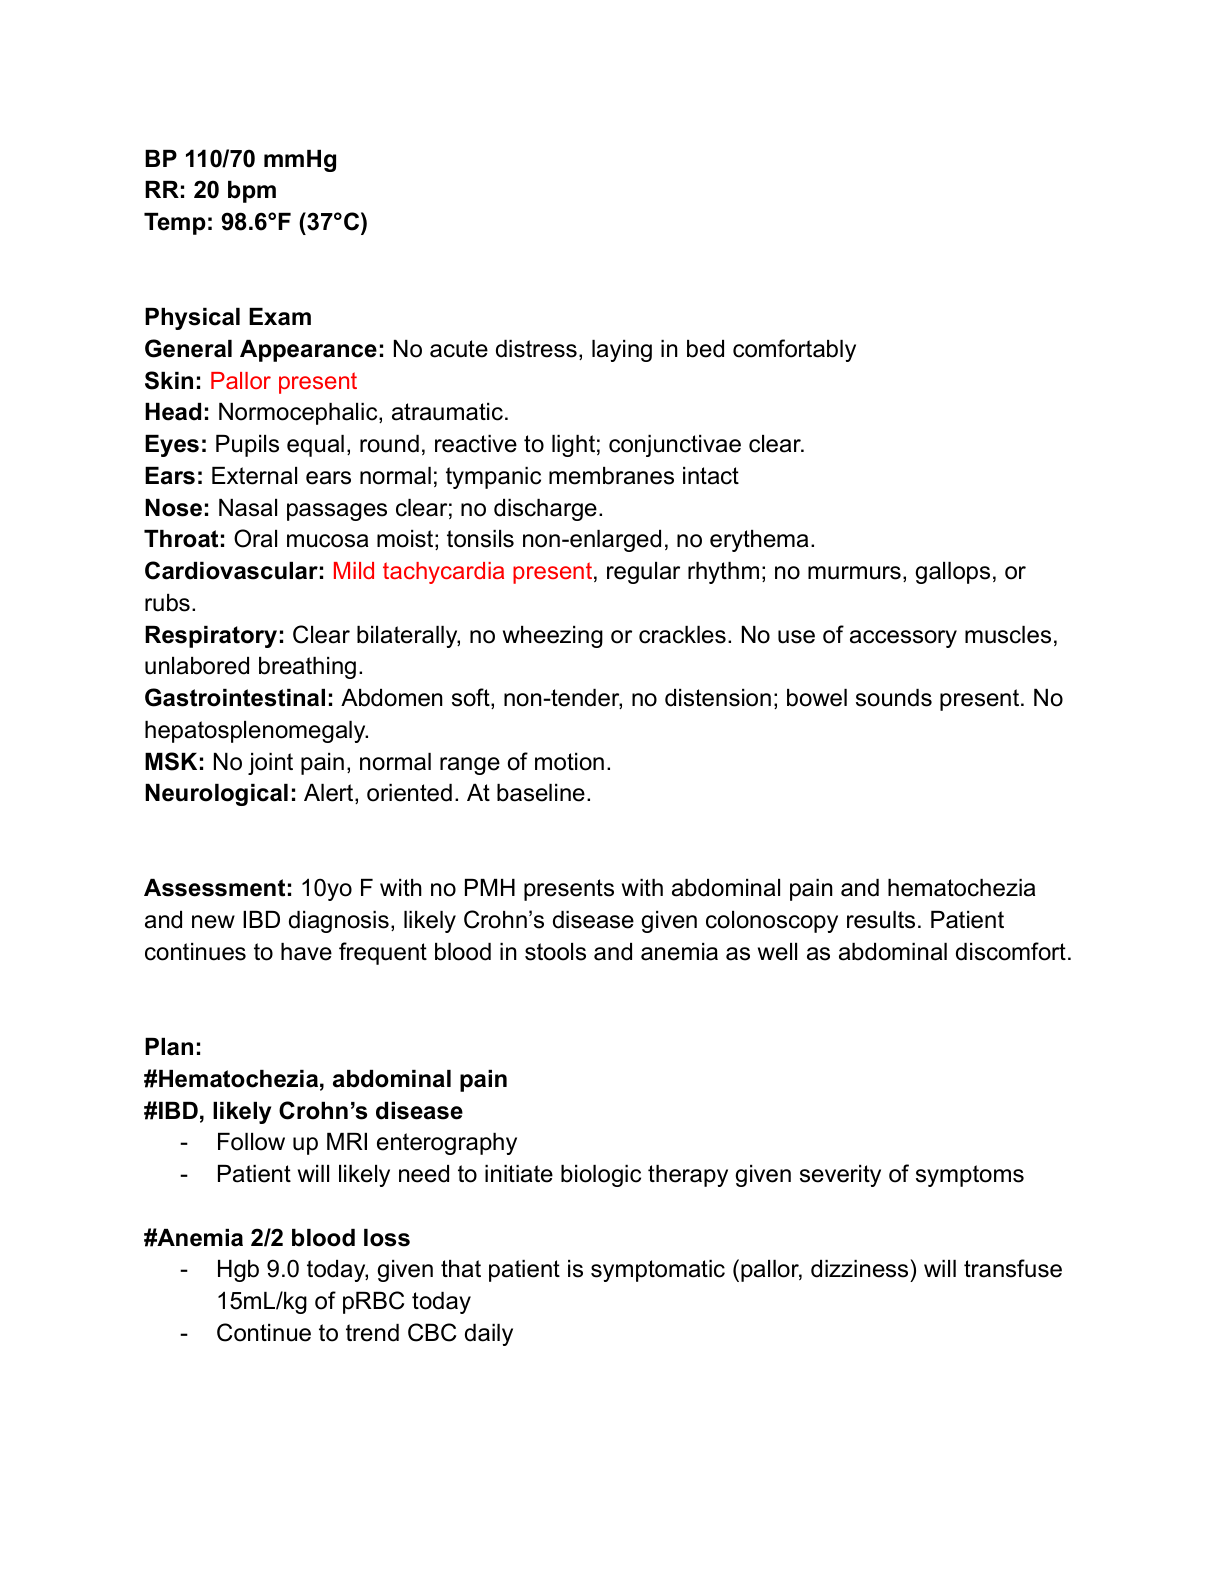 BP 110/70 mmHg
RR: 20 bpm
Temp: 98.6°F (37°C)
Physical Exam
General Appearance: No acute distress, laying in bed comfortably
Skin: Pallor present
Head: Normocephalic, atraumatic.
Eyes: Pupils equal, round, reactive to light; conjunctivae clear.
Ears: External ears normal; tympanic membranes intact
Nose: Nasal passages clear; no discharge.
Throat: Oral mucosa moist; tonsils non-enlarged, no erythema.
Cardiovascular: Mild tachycardia present, regular rhythm; no murmurs, gallops, or
rubs.
Respiratory: Clear bilaterally, no wheezing or crackles. No use of accessory muscles,
unlabored breathing.
Gastrointestinal: Abdomen soft, non-tender, no distension; bowel sounds present. No
hepatosplenomegaly.
MSK: No joint pain, normal range of motion.
Neurological: Alert, oriented. At baseline.
Assessment: 10yo F with no PMH presents with abdominal pain and hematochezia
and new IBD diagnosis, likely Crohn’s disease given colonoscopy results. Patient
continues to have frequent blood in stools and anemia as well as abdominal discomfort.
Plan:
#Hematochezia, abdominal pain
#IBD, likely Crohn’s disease
- Follow up MRI enterography
- Patient will likely need to initiate biologic therapy given severity of symptoms
#Anemia 2/2 blood loss
- Hgb 9.0 today, given that patient is symptomatic (pallor, dizziness) will transfuse
15mL/kg of pRBC today
- Continue to trend CBC daily